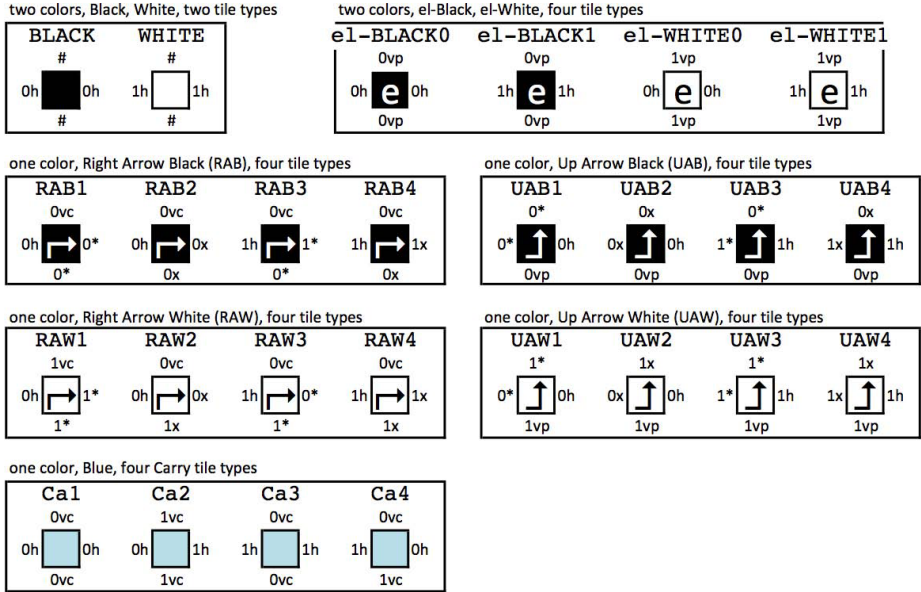 two colors, Black, White, two tile types
two colors, el-Black, el-White, four tile types
BLACK WHITE
# #
0h 0h 1h 1h
# #
el-BLACK0 el-BLACK1 el-WHITE0 el-WHITE1
0vp 0vp 1vp 1vp
0h e 0h 1h e 1h 0h e 0h 1h e 1h
0vp 0vp 1vp 1vp
one color, Right Arrow Black (RAB), four tile types
RAB1 RAB2 RAB3 RAB4
0vc 0vc 0vc 0vc
0h 0* 0h 0x 1h 1* 1h 1x
0* 0x 0* 0x
one color, Up Arrow Black (UAB), four tile types
UAB1 UAB2 UAB3 UAB4
0* 0x 0* 0x
0* 0h 0x 0h 1* 1h 1x 1h
0vp 0vp 0vp 0vp
one color, Right Arrow White (RAW), four tile types
RAW1 RAW2 RAW3 RAW4
1vc 0vc 0vc 0vc
0h 1* 0h 0x 1h 0* 1h 1x
1* 1x 1* 1x
one color, Up Arrow White (UAW), four tile types
UAW1 UAW2 UAW3 UAW4
1* 1x 1* 1x
0* 0h 0x 0h 1* 1h 1x 1h
1vp 1vp 1vp 1vp
one color, Blue, four Carry tile types
Ca1 Ca2 Ca3 Ca4
0vc 1vc 0vc 0vc
0h 0h 0h 1h 1h 1h 1h 0h
0vc 1vc 0vc 1vc